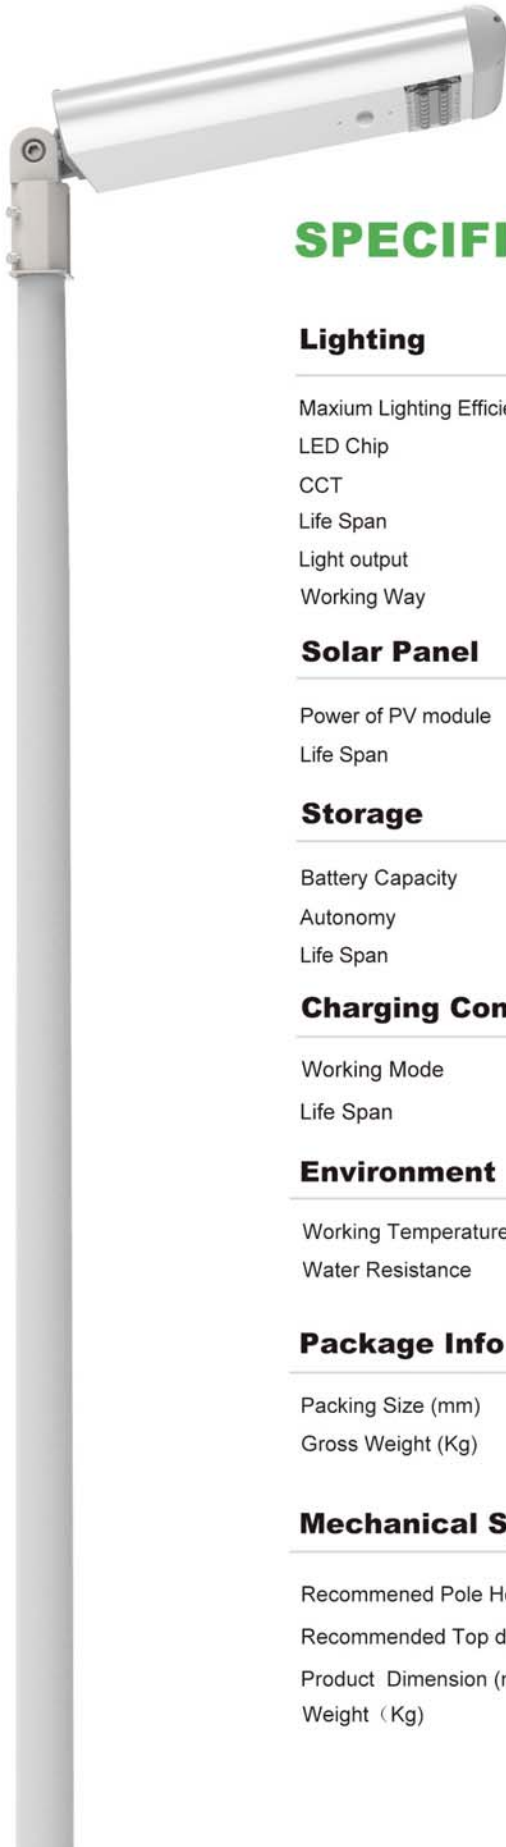 SPECIFI
Lighting
Maxium Lighting Efficie
LED Chip
CCT
Life Span
Light output
Working Way
Solar Panel
Power of PV module
Life Span
Storage
Battery Capacity
Autonomy
Life Span
Charging Con
Working Mode
Life Span
Environment
Working Temperature
Water Resistance
Package Info
Packing Size (mm)
Gross Weight (Kg)
Mechanical S
Recommened Pole He
Recommended Top d
Product Dimension (m
Weight（Kg)